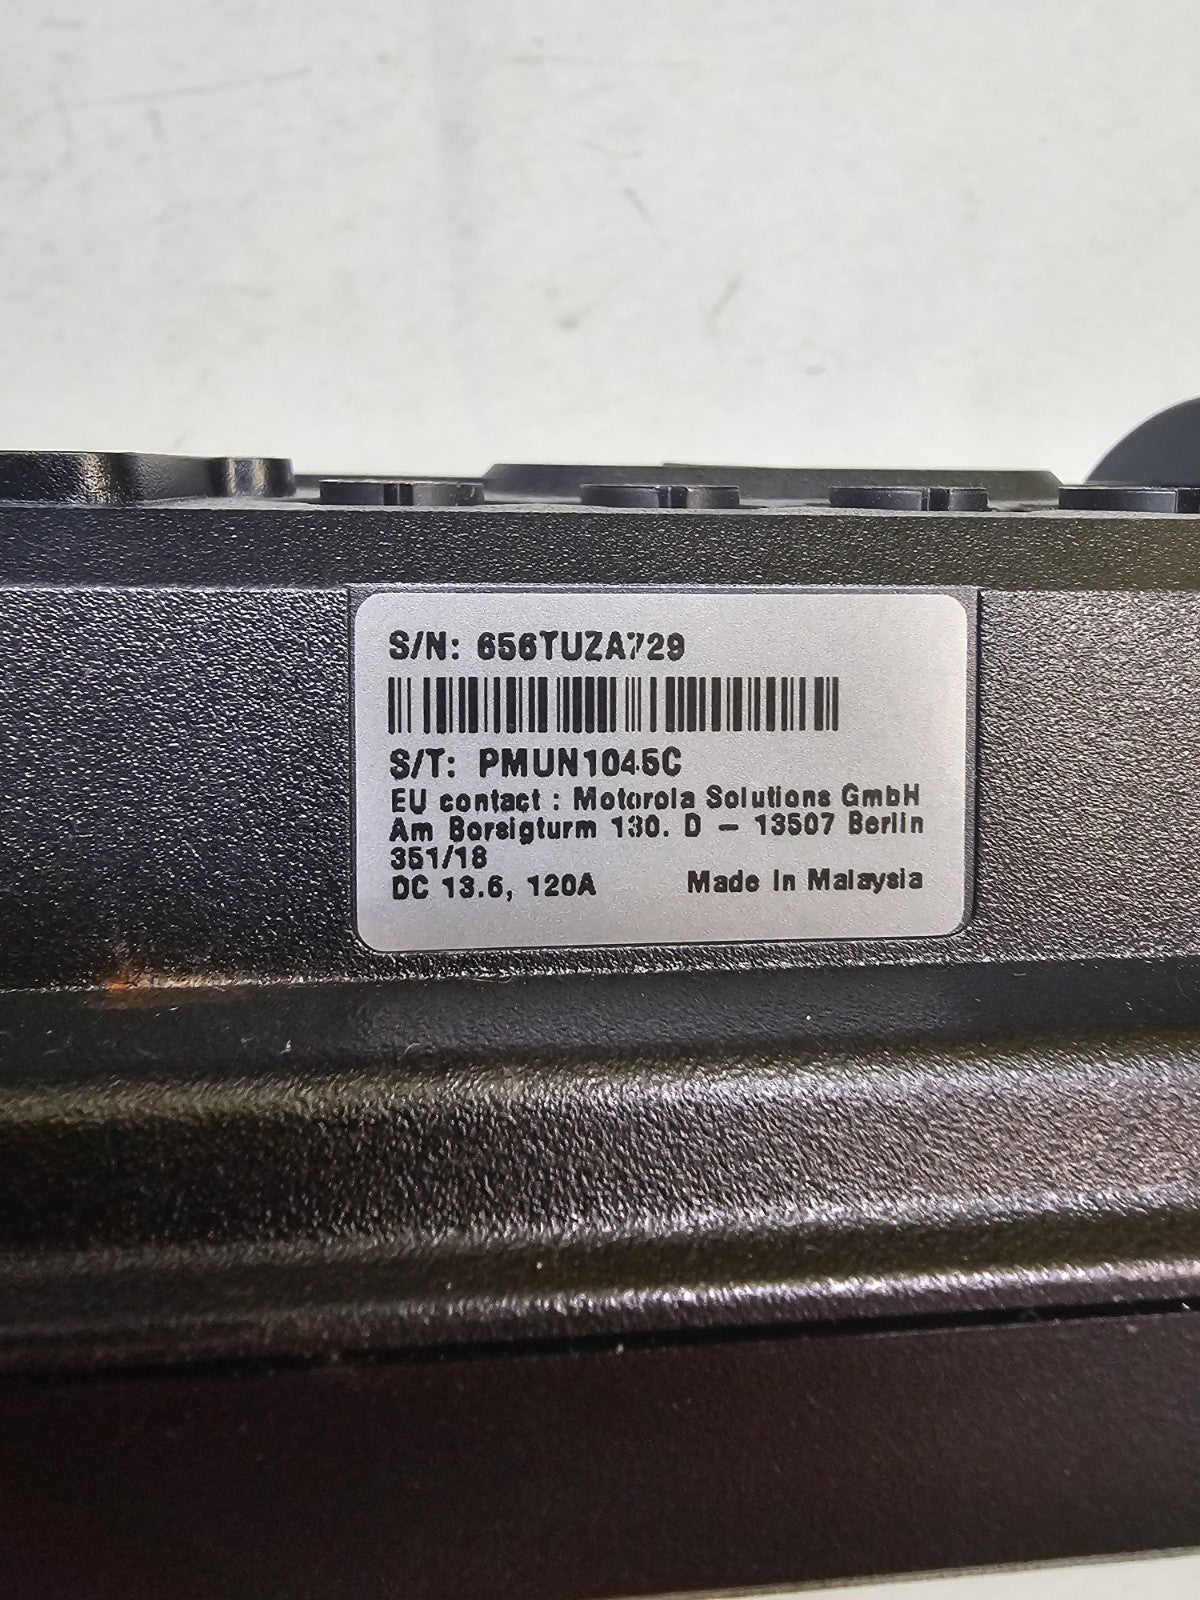 S/N: 656TUZA729
S/T: PMUN1045C
EU contact : Motorola Solutions GmbH
Am Borsigturm 130. D – 13507 Berlin
351/18
DC 13.6, 120A Made In Malaysia